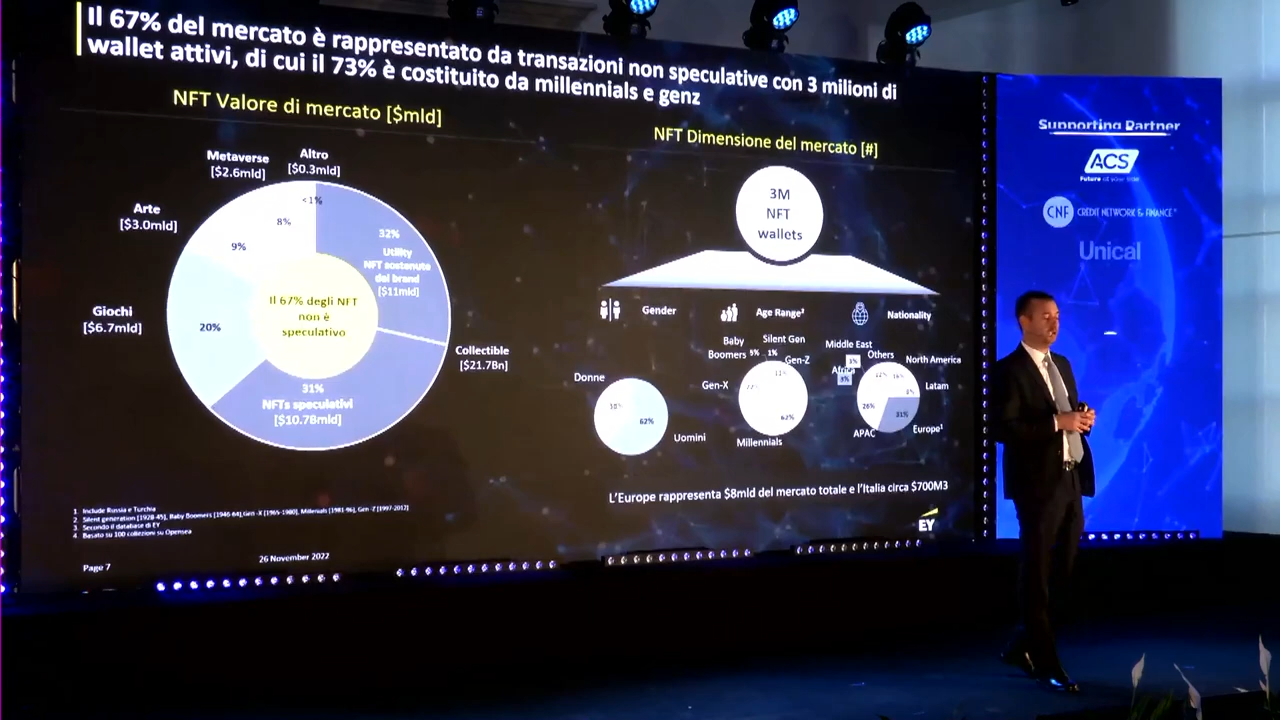 Il 67% del mercato è rappresentato da transazioni non speculative con 3 milioni di
wallet attivi, di cui il 73% è costituito da millennials e genz
NFT Valore di mercato [$mld]
Altro
[$0.3mld]
Metaverse
[$2.6mld]
Arte
[$3.0mld]
Giochi
[$6.7mld]
<1%
8%
9%
20%
32%
Utility
NFT sostenute
dei brand
[$11mld]
Il 67% degli NFT
non è
speculativo
31%
NFTs speculativi
[$10.7Bmld]
Collectible
[$21.7Bn]
NFT Dimensione del mercato [#]
3M
NFT
wallets
Gender
Age Range²
Nationality
Donne
38%
62%
Uomini
Baby
Boomers
5%
Silent Gen
1%
Gen-Z
11%
Gen-X
Millennials
62%
Middle East
Africa
Others
North America
Latam
31%
Europe¹
26%
APAC
L'Europe rappresenta $8mld del mercato totale e l'Italia circa $700M3
EY
1. Include Russia e Turchia
2. Silent generation [1928-45], Baby Boomers [1946-64], Gen-X [1965-1980], Millenials [1981-96], Gen-Z [1997-2012]
3. Secondo il database di EY
4. Basato su 100 collezioni su Opensea
Page 7
26 November 2022
Supporting Partner
ACS
CNF
CREDIT NETWORK & FINANCE
Unical